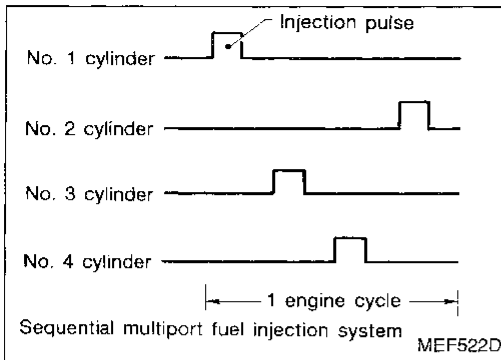 Injection pulse
No. 1 cylinder
No. 2 cylinder
No. 3 cylinder
No. 4 cylinder
1 engine cycle
Sequential multiport fuel injection system
MEF522D